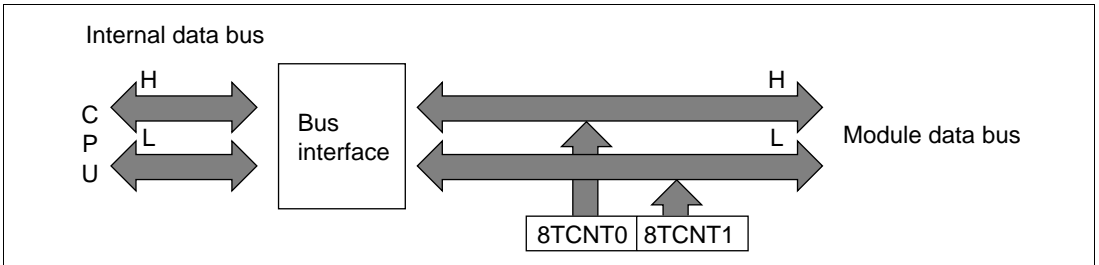 Internal data bus
H
H
C
P
U
L
L
Bus
interface
Module data bus
8TCNT0 8TCNT1